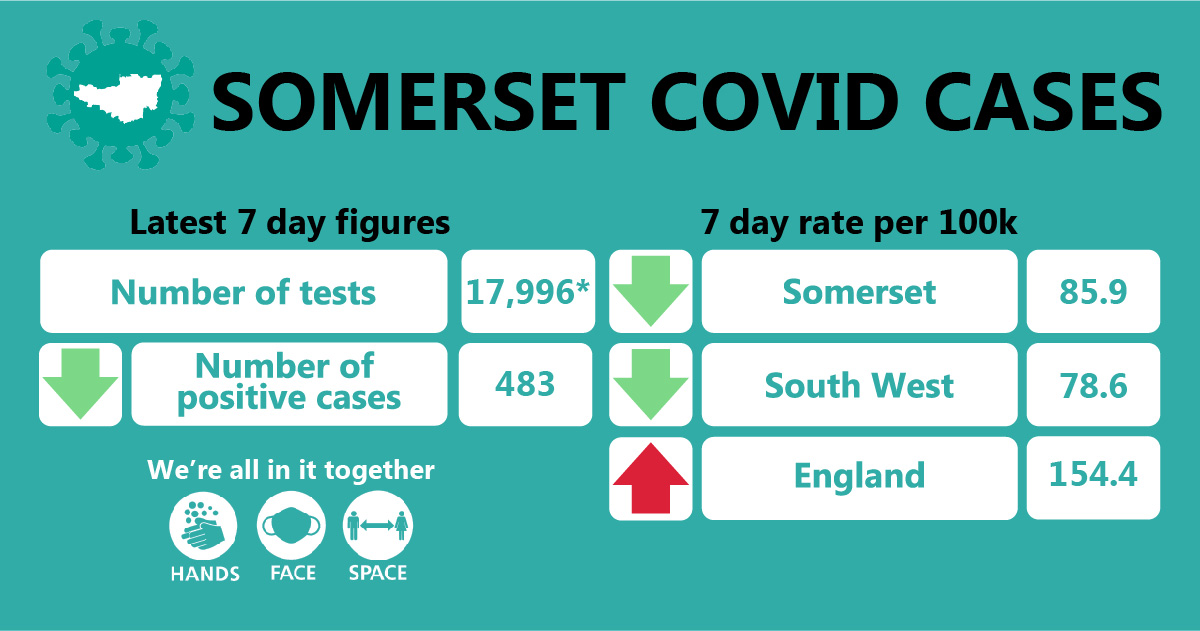 SOMERSET COVID CASES
Latest 7 day figures
Number of tests
17,996*
Number of
positive cases
483
We're all in it together
HANDS
FACE
SPACE
7 day rate per 100k
Somerset
85.9
South West
78.6
England
154.4